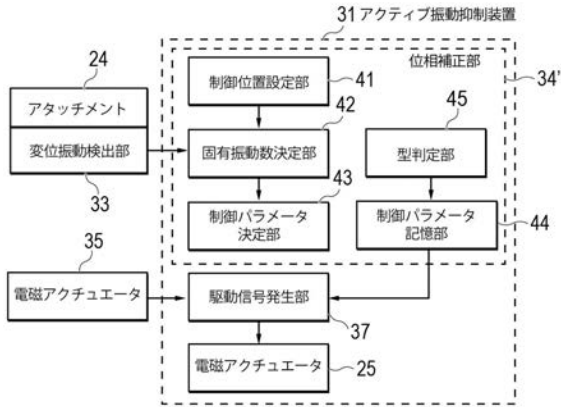 31 アクティブ振動抑制装置
位相補正部
34'
24
アタッチメント
変位振動検出部
33
制御位置設定部
41
42
固有振動数決定部
43
制御パラメータ
決定部
45
型判定部
制御パラメータ
記憶部
44
35
電磁アクチュエータ
駆動信号発生部
37
電磁アクチュエータ
25